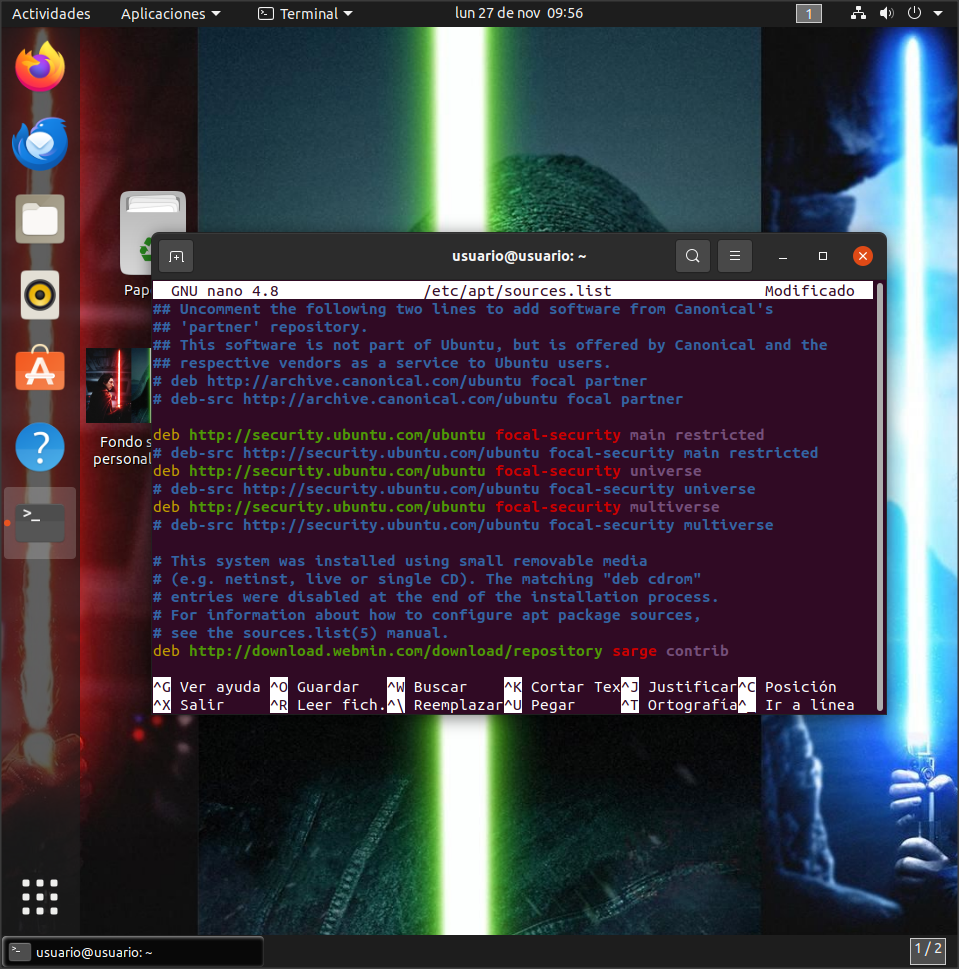 Actividades Aplicaciones Terminal lun 27 de nov 09:56 1
Pap
Fondo s
personal
usuario@usuario: ~
GNU nano 4.8 /etc/apt/sources.list Modificado
## Uncomment the following two lines to add software from Canonical's
## 'partner' repository.
## This software is not part of Ubuntu, but is offered by Canonical and the
## respective vendors as a service to Ubuntu users.
# deb http://archive.canonical.com/ubuntu focal partner
# deb-src http://archive.canonical.com/ubuntu focal partner
deb http://security.ubuntu.com/ubuntu focal-security main restricted
# deb-src http://security.ubuntu.com/ubuntu focal-security main restricted
deb http://security.ubuntu.com/ubuntu focal-security universe
# deb-src http://security.ubuntu.com/ubuntu focal-security universe
deb http://security.ubuntu.com/ubuntu focal-security multiverse
# deb-src http://security.ubuntu.com/ubuntu focal-security multiverse
# This system was installed using small removable media
# (e.g. netinst, live or single CD). The matching "deb cdrom"
# entries were disabled at the end of the installation process.
# For information about how to configure apt package sources,
# see the sources.list(5) manual.
deb http://download.webmin.com/download/repository sarge contrib
^G Ver ayuda ^O Guardar ^W Buscar ^K Cortar Tex^J Justificar^C Posición
^X Salir ^R Leer fich.^\ Reemplazar^U Pegar ^T Ortografía^_ Ir a línea
>_ usuario@usuario: ~ 1 / 2